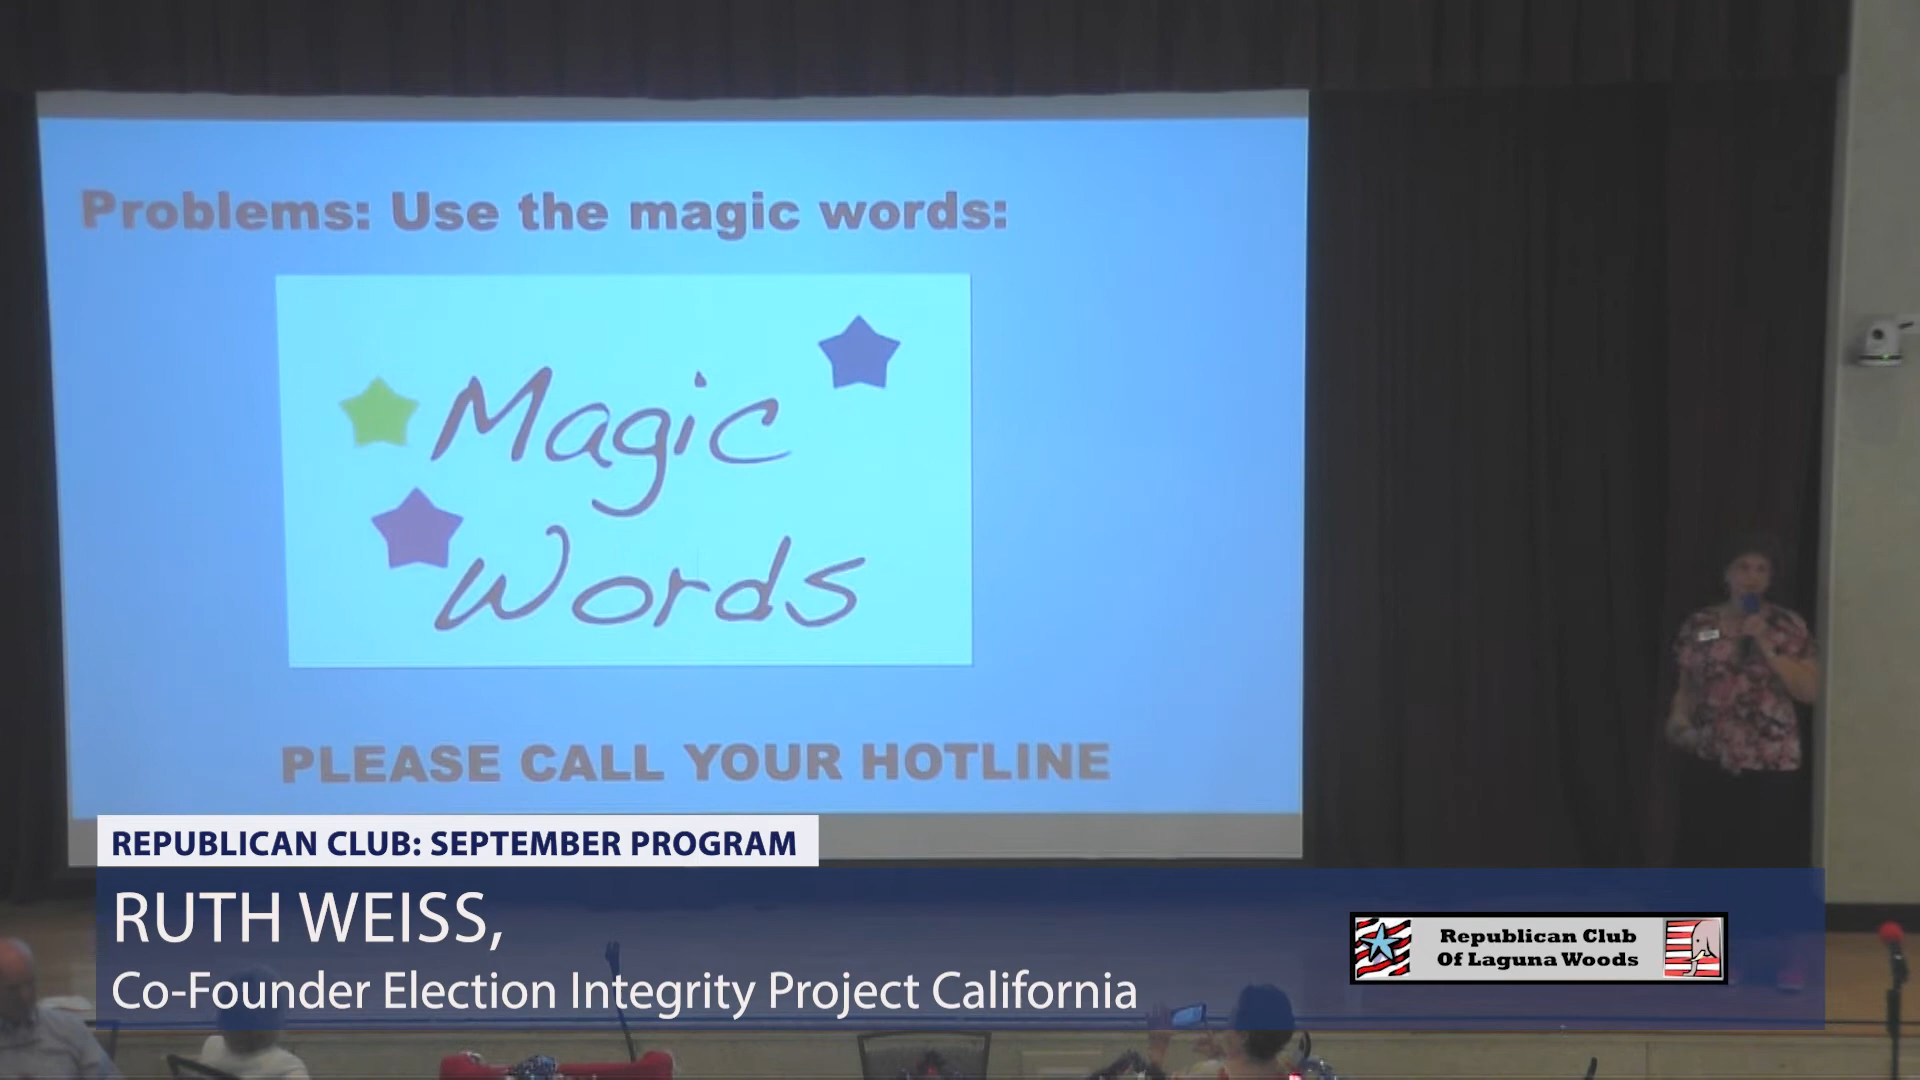 Problems: Use the magic words:
Magic
Words
PLEASE CALL YOUR HOTLINE
REPUBLICAN CLUB: SEPTEMBER PROGRAM
RUTH WEISS,
Co-Founder Election Integrity Project California
Republican Club
Of Laguna Woods